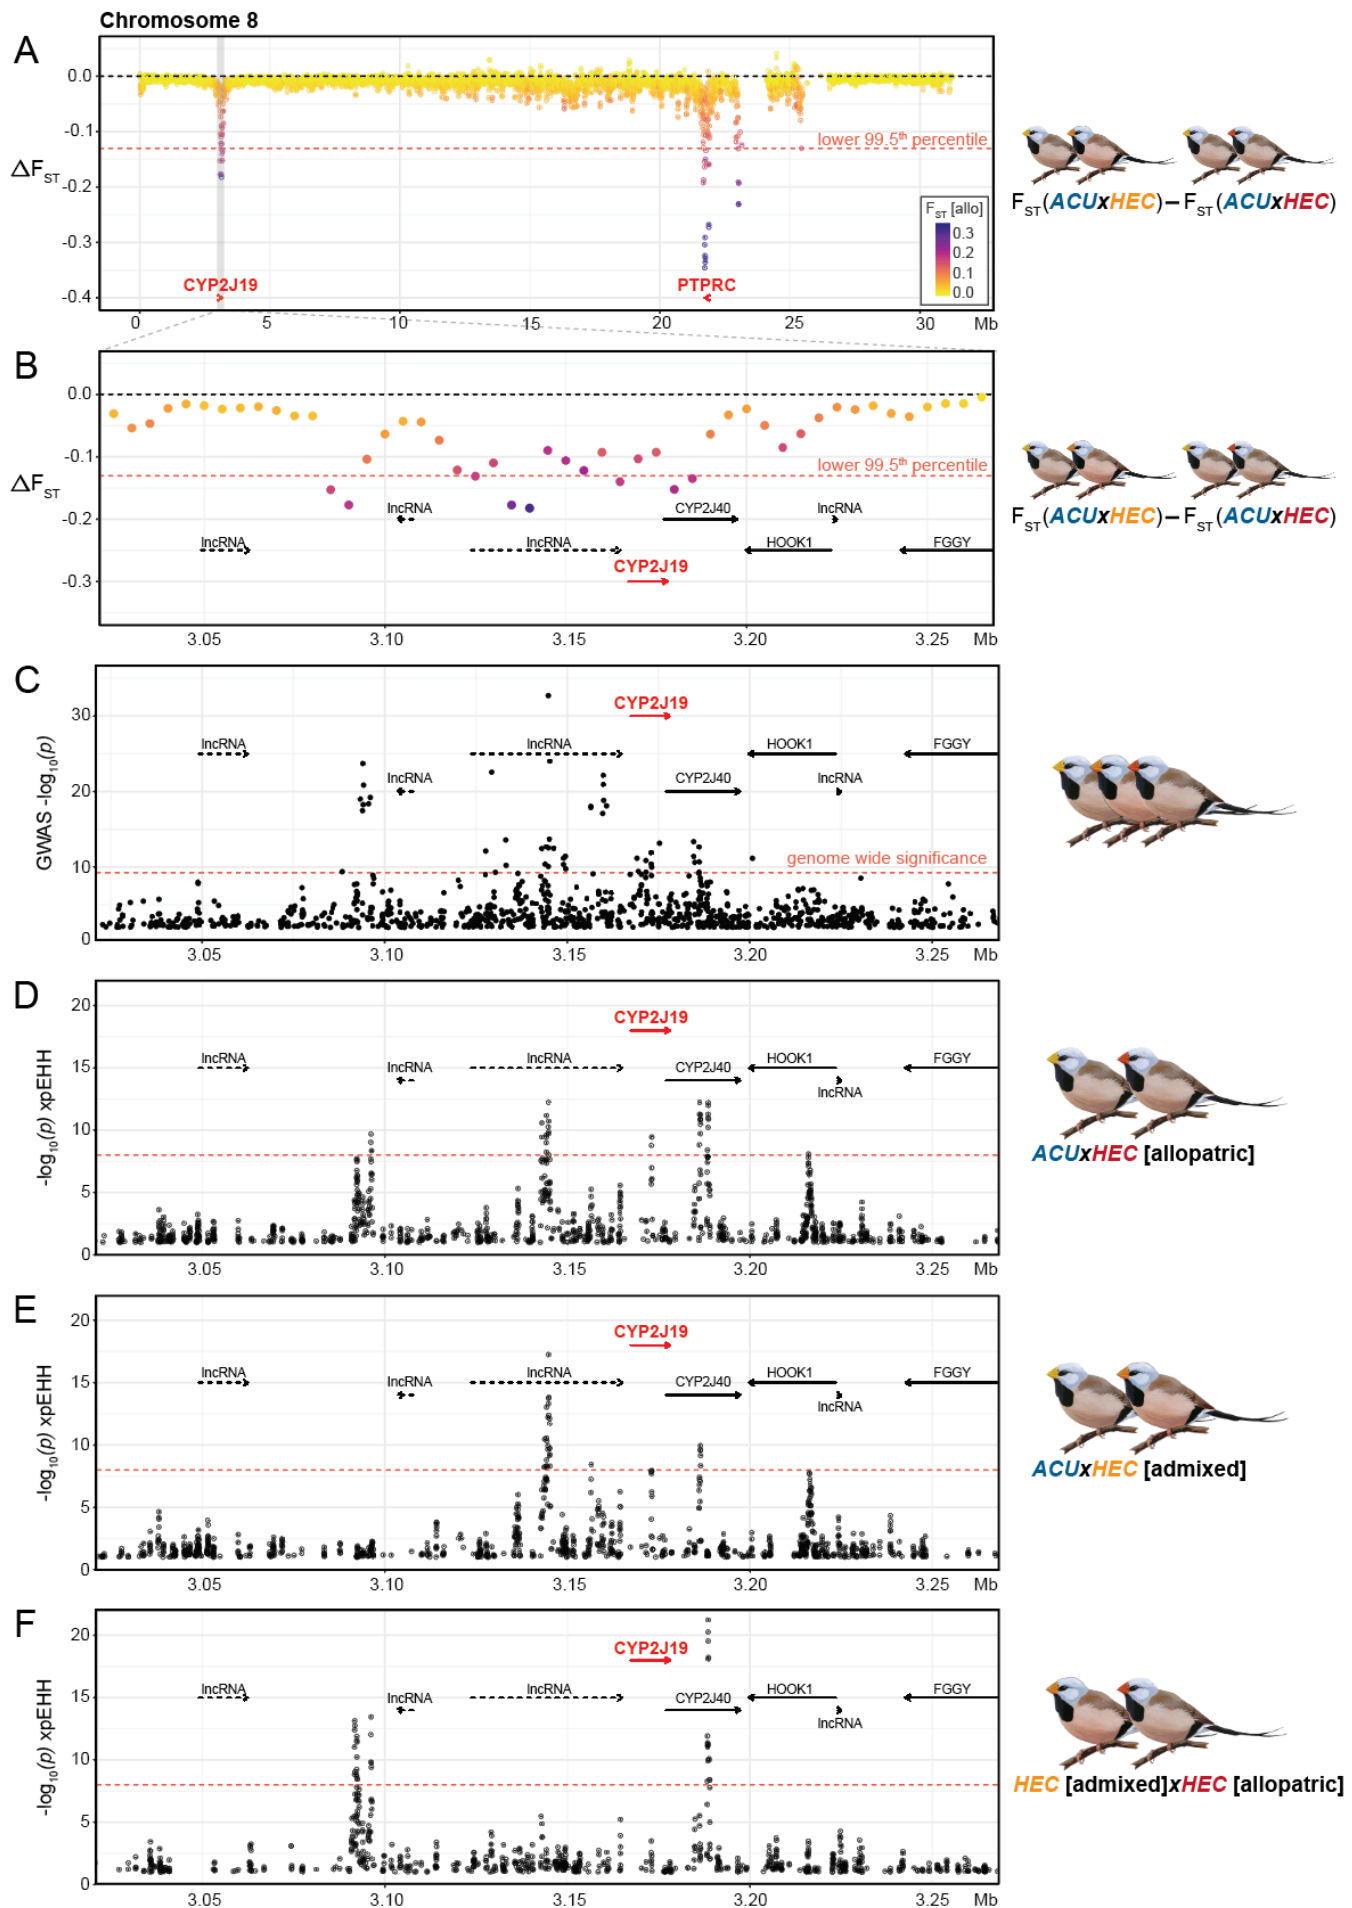 Chromosome 8
A
0.0
-0.1
-0.2
-0.3
-0.4
ΔFST
lower 99.5th percentile
FST [allo]
0.3
0.2
0.1
0.0
CYP2J19
PTPRC
0 5 10 15 20 25 30 Mb
FST(ACUxHEC) – FST(ACUxHEC)
B
0.0
-0.1
-0.2
-0.3
ΔFST
lower 99.5th percentile
lncRNA CYP2J40 lncRNA
lncRNA lncRNA HOOK1 FGGY
CYP2J19
3.05 3.10 3.15 3.20 3.25 Mb
FST(ACUxHEC) – FST(ACUxHEC)
C
30
20
10
0
GWAS -log10(p)
CYP2J19
lncRNA lncRNA HOOK1 FGGY
lncRNA CYP2J40 lncRNA
genome wide significance
3.05 3.10 3.15 3.20 3.25 Mb
D
20
15
10
5
0
-log10(p) xpEHH
CYP2J19
lncRNA lncRNA HOOK1 FGGY
lncRNA CYP2J40
lncRNA
3.05 3.10 3.15 3.20 3.25 Mb
ACUxHEC [allopatric]
E
20
15
10
5
0
-log10(p) xpEHH
CYP2J19
lncRNA lncRNA HOOK1 FGGY
lncRNA CYP2J40
lncRNA
3.05 3.10 3.15 3.20 3.25 Mb
ACUxHEC [admixed]
F
20
15
10
5
0
-log10(p) xpEHH
CYP2J19
lncRNA lncRNA HOOK1 FGGY
lncRNA CYP2J40
lncRNA
3.05 3.10 3.15 3.20 3.25 Mb
HEC [admixed]xHEC [allopatric]